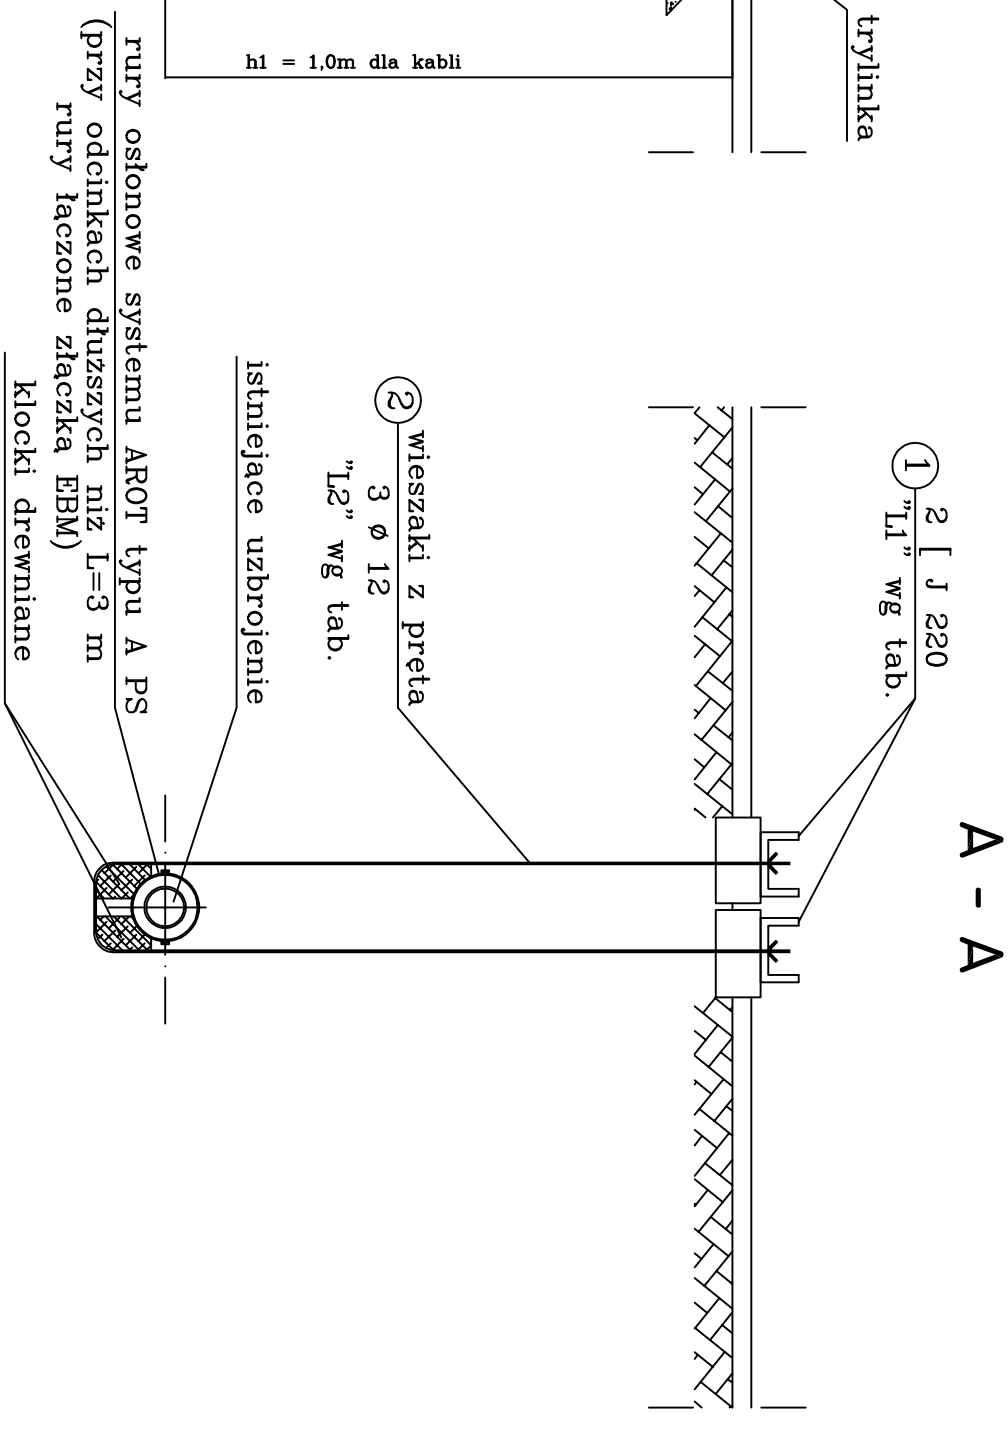 A - A
trylinka
① 2 [ J 220
"L1" wg tab.
h1 = 1,0m dla kabli
② wieszaki z pręta
3 ø 12
"L2" wg tab.
istniejące uzbrojenie
rury osłonowe systemu AROT typu A PS
(przy odcinkach dłuższych niż L=3 m
rury łączone złączką EBM)
klocki drewniane